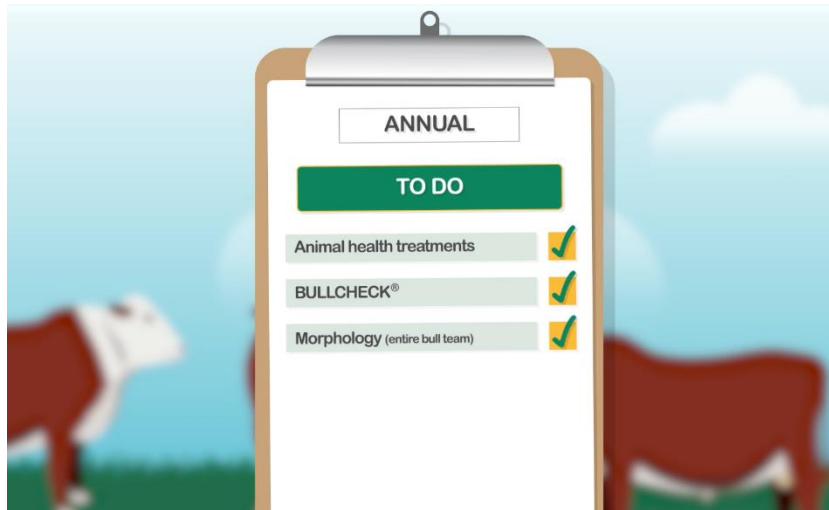 ANNUAL
TO DO
Animal health treatments
BULLCHECK®
Morphology (entire bull team)